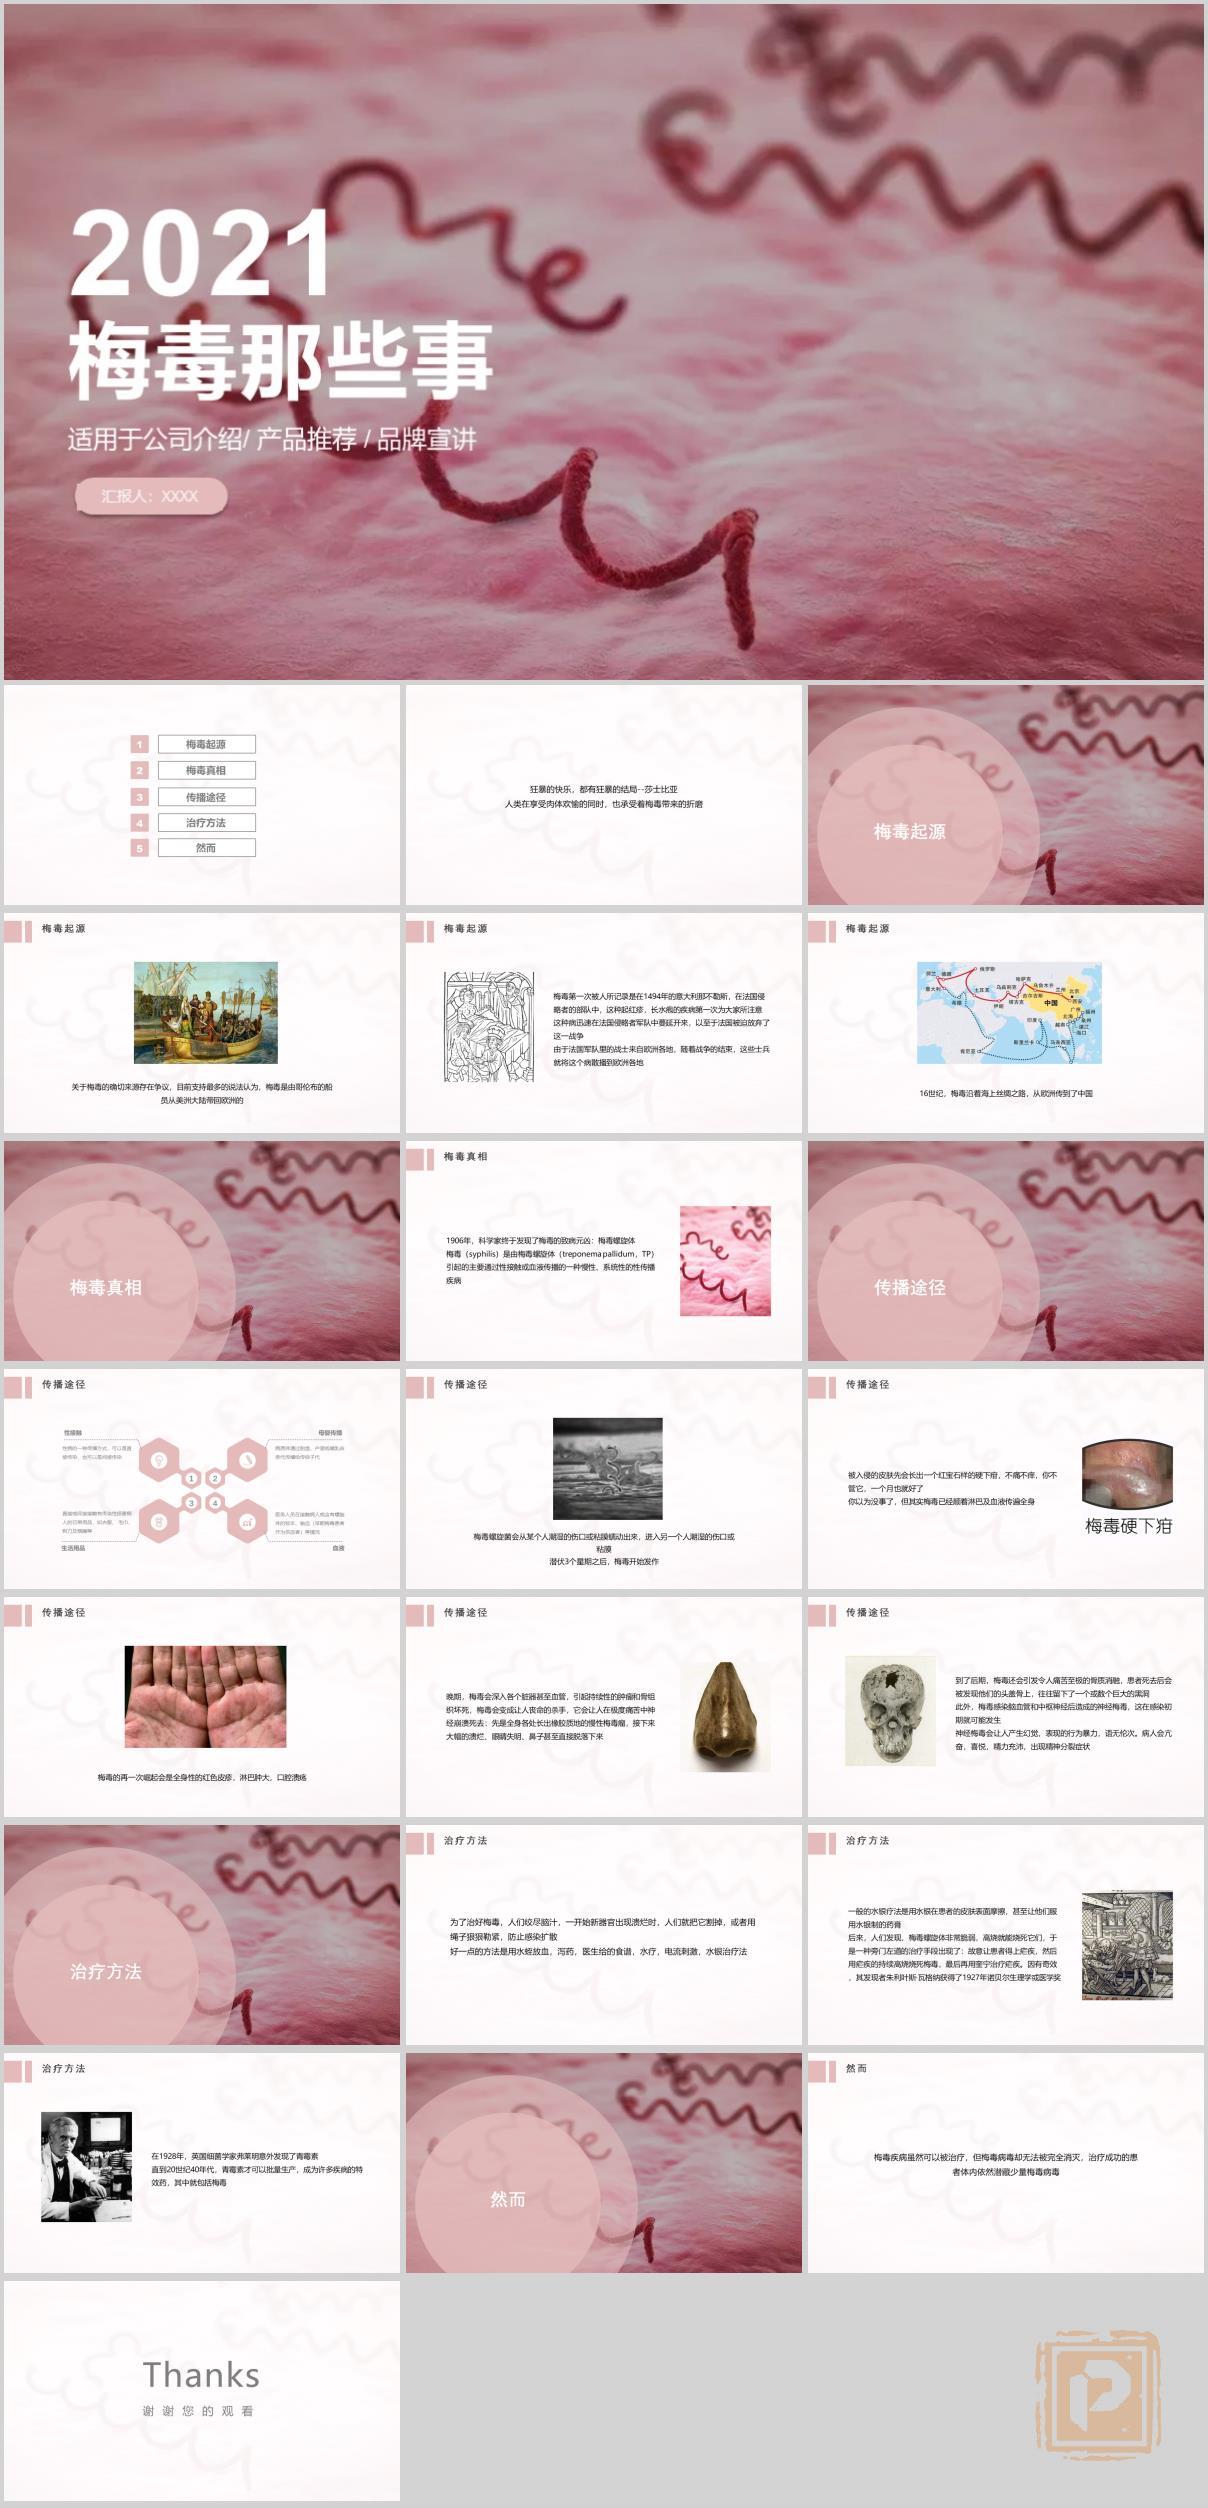 2021
梅毒那些事
适用于公司介绍/ 产品推荐 / 品牌宣讲
汇报人：XXXX
1 梅毒起源
2 梅毒真相
3 传播途径
4 治疗方法
5 然而
狂暴的快乐，都有狂暴的结局--莎士比亚
人类在享受肉体欢愉的同时，也承受着梅毒带来的折磨
梅毒起源
梅毒起源
关于梅毒的确切来源存在争议，目前支持最多的说法认为，梅毒是由哥伦布的船
员从美洲大陆带回欧洲的
梅毒起源
梅毒第一次被人所记录是在1494年的意大利那不勒斯，在法国侵
略者的部队中，这种起红疹，长水疱的疾病第一次为大家所注意
这种病迅速在法国侵略者军队中蔓延开来，以至于法国被迫放弃了
这一战争
由于法国军队里的战士来自欧洲各地，随着战争的结束，这些士兵
就将这个病散播到欧洲各地
梅毒起源
中国
16世纪，梅毒沿着海上丝绸之路，从欧洲传到了中国
梅毒真相
梅毒真相
1906年，科学家终于发现了梅毒的致病元凶：梅毒螺旋体
梅毒（syphilis）是由梅毒螺旋体（treponema pallidum，TP）
引起的主要通过性接触或血液传播的一种慢性、系统性的性传播
疾病
传播途径
传播途径
性接触
母婴传播
1
2
3
4
生活用品
血液
传播途径
梅毒螺旋菌会从某个人潮湿的伤口或粘膜蠕动出来，进入另一个人潮湿的伤口或
粘膜
潜伏3个星期之后，梅毒开始发作
传播途径
被入侵的皮肤先会长出一个红宝石样的硬下疳，不痛不痒，你不
管它，一个月也就好了
你以为没事了，但其实梅毒已经顺着淋巴及血液传遍全身
梅毒硬下疳
传播途径
梅毒的再一次崛起会是全身性的红色皮疹，淋巴肿大，口腔溃疡
传播途径
晚期，梅毒会深入各个脏器甚至血管，引起持续性的肿瘤和骨组
织坏死，梅毒会变成让人丧命的杀手，它会让人在极度痛苦中神
经崩溃死去：先是全身各处长出橡胶质地的慢性梅毒瘤，接下来
大幅的溃烂，眼睛失明，鼻子甚至直接脱落下来
传播途径
到了后期，梅毒还会引发令人痛苦至极的骨质消融，患者死去后会
被发现他们的头盖骨上，往往留下了一个或数个巨大的黑洞
此外，梅毒感染脑血管和中枢神经后造成的神经梅毒，这在感染初
期就可能发生
神经梅毒会让人产生幻觉，表现的行为暴力，语无伦次。病人会亢
奋，喜悦，精力充沛，出现精神分裂症状
治疗方法
治疗方法
为了治好梅毒，人们绞尽脑汁，一开始新器官出现溃烂时，人们就把它割掉，或者用
绳子狠狠勒紧，防止感染扩散
好一点的方法是用水蛭放血，泻药，医生给的食谱，水疗，电流刺激，水银治疗法
治疗方法
一般的水银疗法是用水银在患者的皮肤表面摩擦，甚至让他们服
用水银制的药膏
后来，人们发现，梅毒螺旋体非常脆弱，高烧就能烧死它们，于
是一种旁门左道的治疗手段出现了：故意让患者得上疟疾，然后
用疟疾的持续高烧烧死梅毒，最后再用奎宁治疗疟疾。因有奇效
，其发现者朱利叶斯·瓦格纳获得了1927年诺贝尔生理学或医学奖
治疗方法
在1928年，英国细菌学家弗莱明意外发现了青霉素
直到20世纪40年代，青霉素才可以批量生产，成为许多疾病的特
效药，其中就包括梅毒
然而
然而
梅毒疾病虽然可以被治疗，但梅毒病毒却无法被完全消灭，治疗成功的患
者体内依然潜藏少量梅毒病毒
Thanks
谢谢您的观看